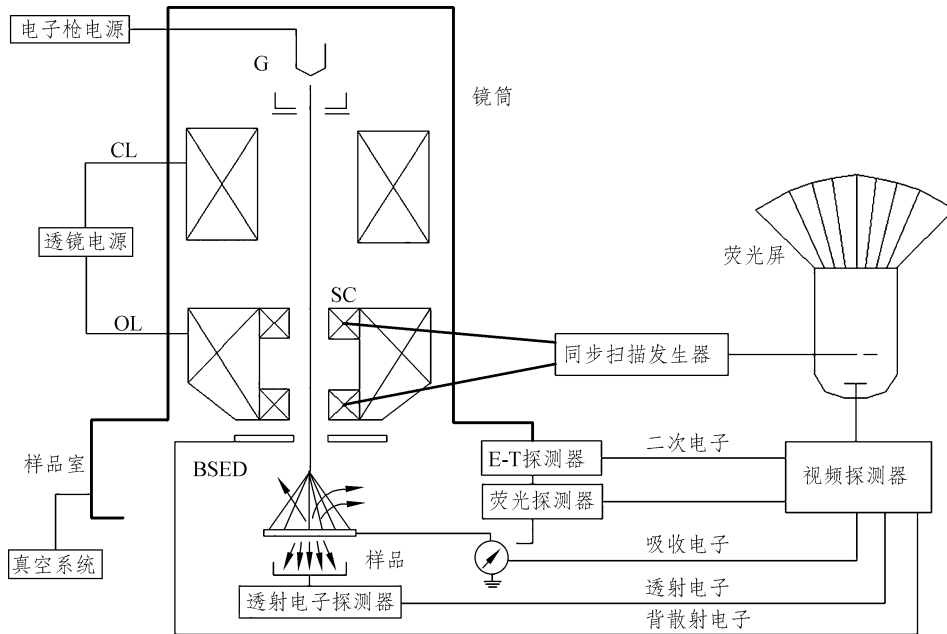 电子枪电源
G
镜筒
CL
透镜电源
荧光屏
SC
OL
同步扫描发生器
样品室
BSED
E-T探测器
二次电子
视频探测器
荧光探测器
真空系统
样品
吸收电子
透射电子探测器
透射电子
背散射电子